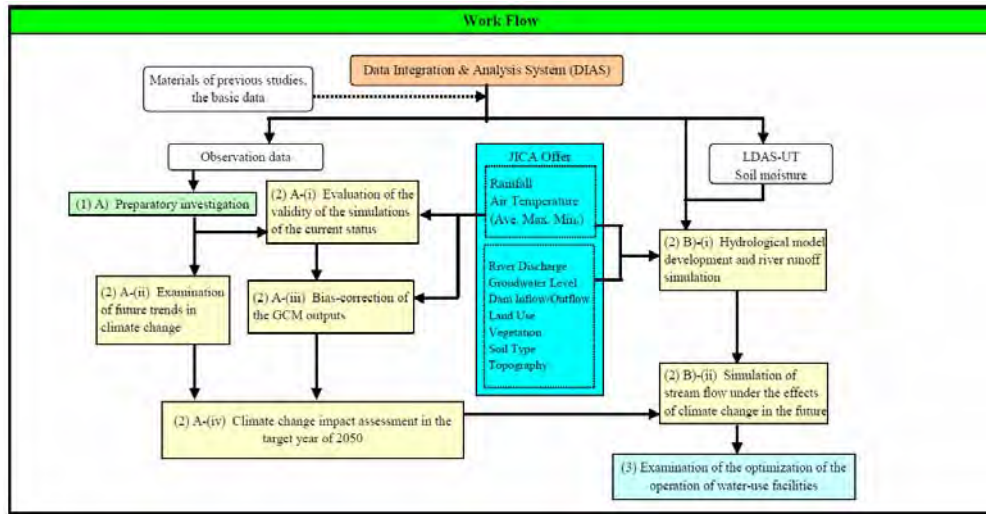 Work Flow
Data Integration & Analysis System (DIAS)
Materials of previous studies,
the basic data
Observation data
JICA Offer
LDAS-UT
Soil moisture
Rainfall
Air Temperature
(Ave. Max. Min.)
(1) A) Preparatory investigation
(2) A-(i) Evaluation of the
validity of the simulations
of the current status
(2) B)-(i) Hydrological model
development and river runoff
simulation
River Discharge
Groundwater Level
Dam Inflow/Outflow
Land Use
Vegetation
Soil Type
Topography
(2) A-(ii) Examination
of future trends in
climate change
(2) A-(iii) Bias-correction of
the GCM outputs
(2) B)-(ii) Simulation of
stream flow under the effects
of climate change in the future
(2) A-(iv) Climate change impact assessment in the
target year of 2050
(3) Examination of the optimization of the
operation of water-use facilities